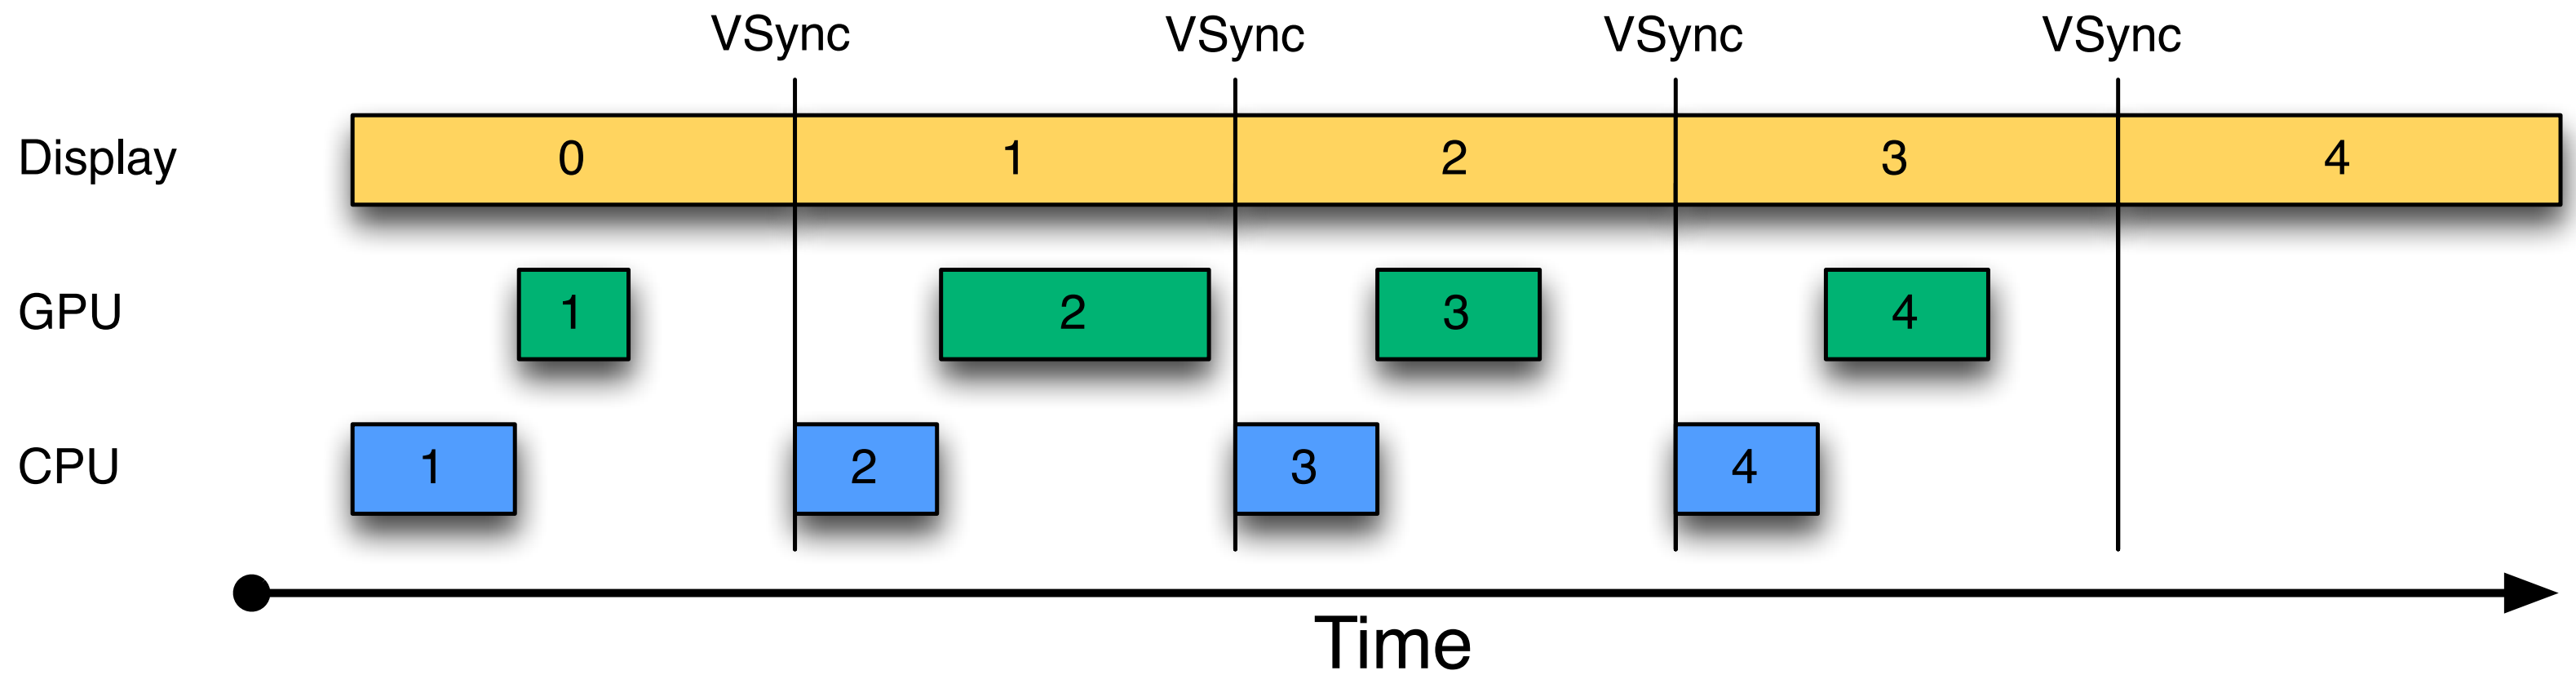 VSync VSync VSync VSync
Display 0 1 2 3 4
GPU 1 2 3 4
CPU 1 2 3 4
Time